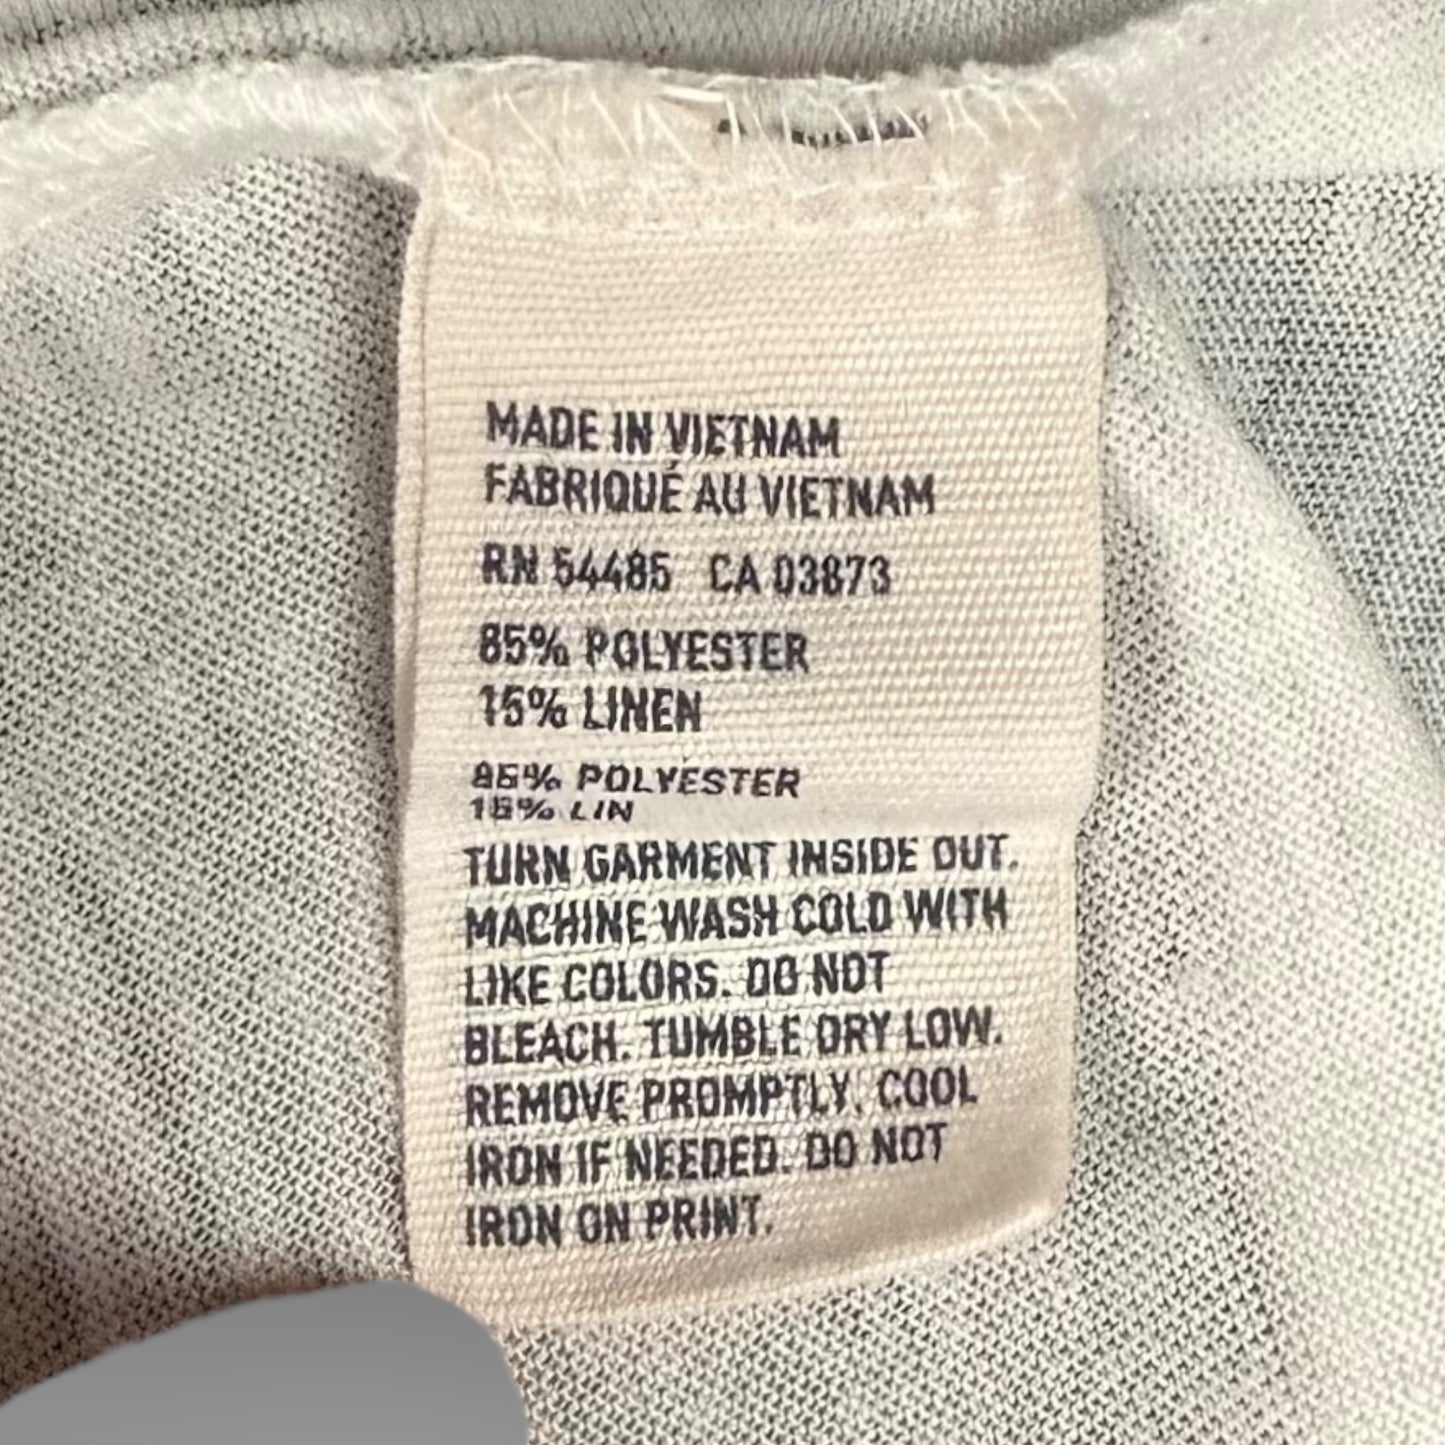 MADE IN VIETNAM
FABRIQUÉ AU VIETNAM
RN 54485 CA 03873
85% POLYESTER
15% LINEN
85% POLYESTER
15% LIN
TURN GARMENT INSIDE OUT.
MACHINE WASH COLD WITH
LIKE COLORS. DO NOT
BLEACH. TUMBLE DRY LOW.
REMOVE PROMPTLY. COOL
IRON IF NEEDED. DO NOT
IRON ON PRINT.